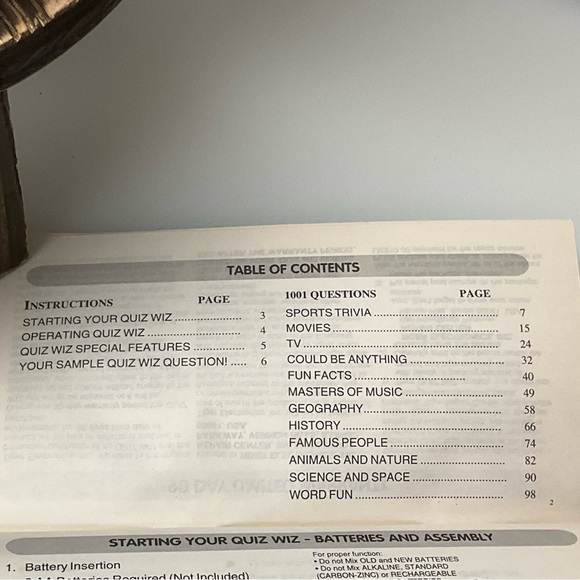 TABLE OF CONTENTS
INSTRUCTIONS PAGE
STARTING YOUR QUIZ WIZ ..................... 3
OPERATING QUIZ WIZ ............................. 4
QUIZ WIZ SPECIAL FEATURES ................ 5
YOUR SAMPLE QUIZ WIZ QUESTION! ..... 6
1001 QUESTIONS PAGE
SPORTS TRIVIA ....................................... 7
MOVIES .................................................... 15
TV ............................................................. 24
COULD BE ANYTHING .............................. 32
FUN FACTS ................................... 40
MASTERS OF MUSIC ................................ 49
GEOGRAPHY ............................................ 58
HISTORY .................................................. 66
FAMOUS PEOPLE .................................... 74
ANIMALS AND NATURE ........................... 82
SCIENCE AND SPACE .............................. 90
WORD FUN ............................................... 98
2
STARTING YOUR QUIZ WIZ – BATTERIES AND ASSEMBLY
1. Battery Insertion
Required (Not Included)
For proper function:
• Do not Mix OLD and NEW BATTERIES
• Do not Mix ALKALINE, STANDARD
(CARBON-ZINC) or RECHARGEABLE